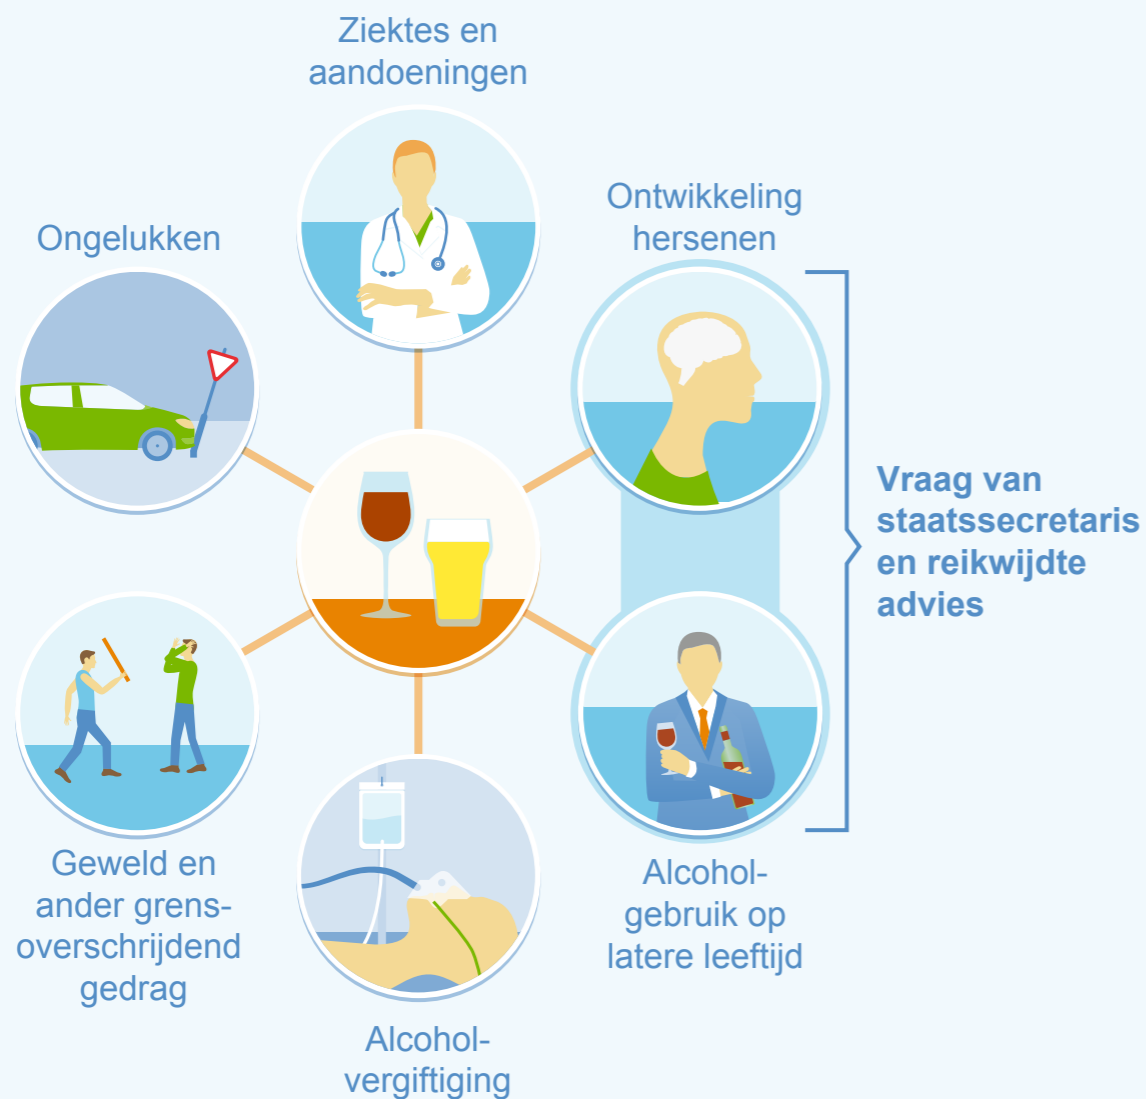 Ziektes en
aandoeningen
Ongelukken
Ontwikkeling
hersenen
Vraag van
staatssecretaris
en reikwijdte
advies
Geweld en
ander grens-
overschrijdend
gedrag
Alcohol-
gebruik op
latere leeftijd
Alcohol-
vergiftiging